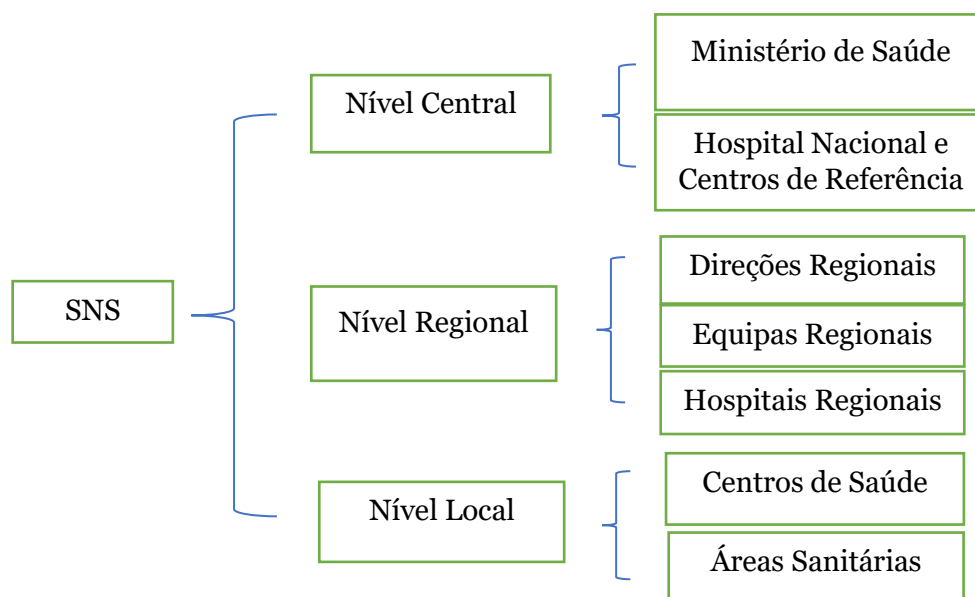 SNS
Nível Central
Ministério de Saúde
Hospital Nacional e
Centros de Referência
Nível Regional
Direções Regionais
Equipas Regionais
Hospitais Regionais
Nível Local
Centros de Saúde
Áreas Sanitárias